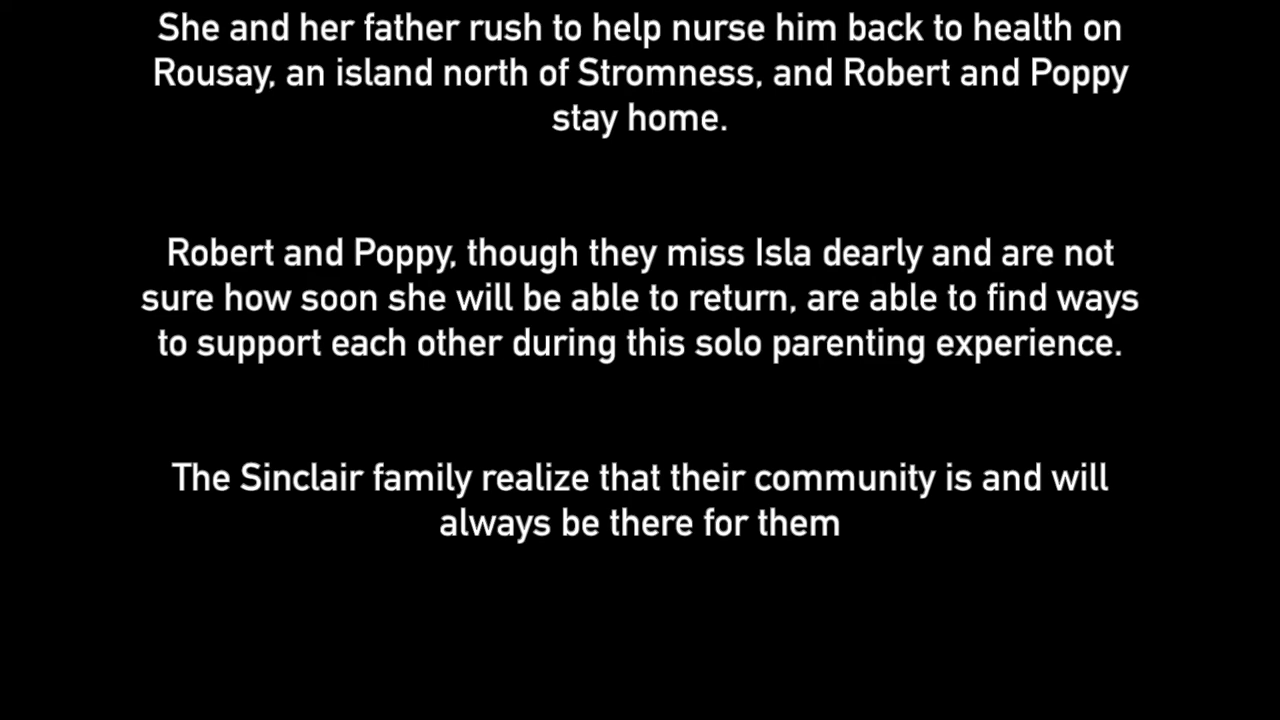 She and her father rush to help nurse him back to health on
Rousay, an island north of Stromness, and Robert and Poppy
stay home.
Robert and Poppy, though they miss Isla dearly and are not
sure how soon she will be able to return, are able to find ways
to support each other during this solo parenting experience.
The Sinclair family realize that their community is and will
always be there for them